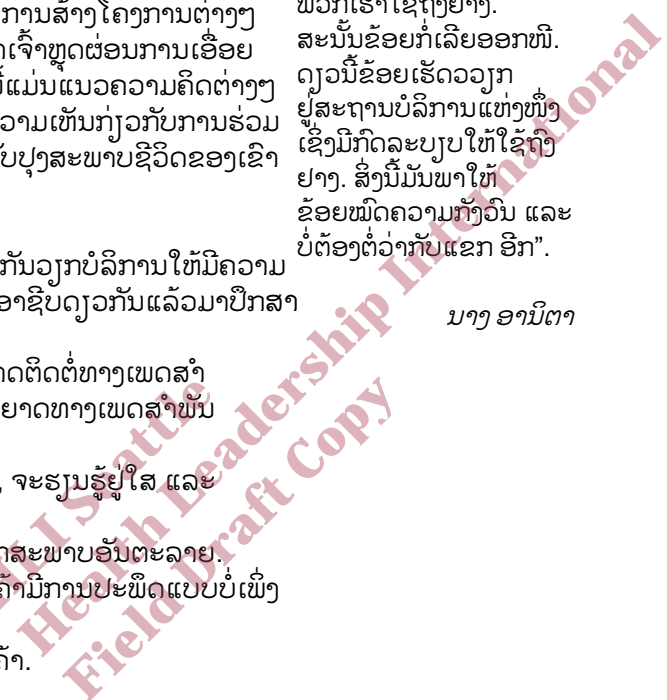 ການສ້າງໂຄງການຕ່າງໆ
ເຈົ້າຫຼຸດຜ່ອນການເອື່ອຍ
ແມ່ນແນວຄວາມຄິດຕ່າງໆ
ວາມເຫັນກ່ຽວກັບການຮ່ວມ
ບປຸງສະພາບຊີວິດຂອງເຂົາ
ກັນວຽກບໍລິການໃຫ້ມີຄວາມ
ອາຊີບດຽວກັນແລ້ວມາປຶກສາ
າດຕິດຕໍ່ທາງເພດສຳ
ຍາດທາງເພດສຳພັນ
, ຈະຮຽນຮູ້ຢູ່ໃສ ແລະ
ສະພາບອັນຕະລາຍ.
ຄ້າມີການປະພຶດແບບບໍ່ເພິ່ງ
ຄ້າ.
ພວກເຮົາໃຊ້ຖົງຢາງ.
ສະນັ້ນຂ້ອຍກໍ່ເລີຍອອກໜີ.
ດຽວນີ້ຂ້ອຍເຮັດວວຽກ
ຢູ່ສະຖານບໍລິການແຫ່ງໜຶ່ງ
ເຊິ່ງມີກົດລະບຽບໃຫ້ໃຊ້ຖົງ
ຢາງ. ສິ່ງນີ້ມັນພາໃຫ້
ຂ້ອຍໝົດຄວາມກັງວົນ ແລະ
ບໍ່ຕ້ອງຕໍ່ວ່າກັບແຂກ ອີກ”.
ນາງ ອານິຕາ
HLI Seattle
Health Leadership International
Field Draft Copy